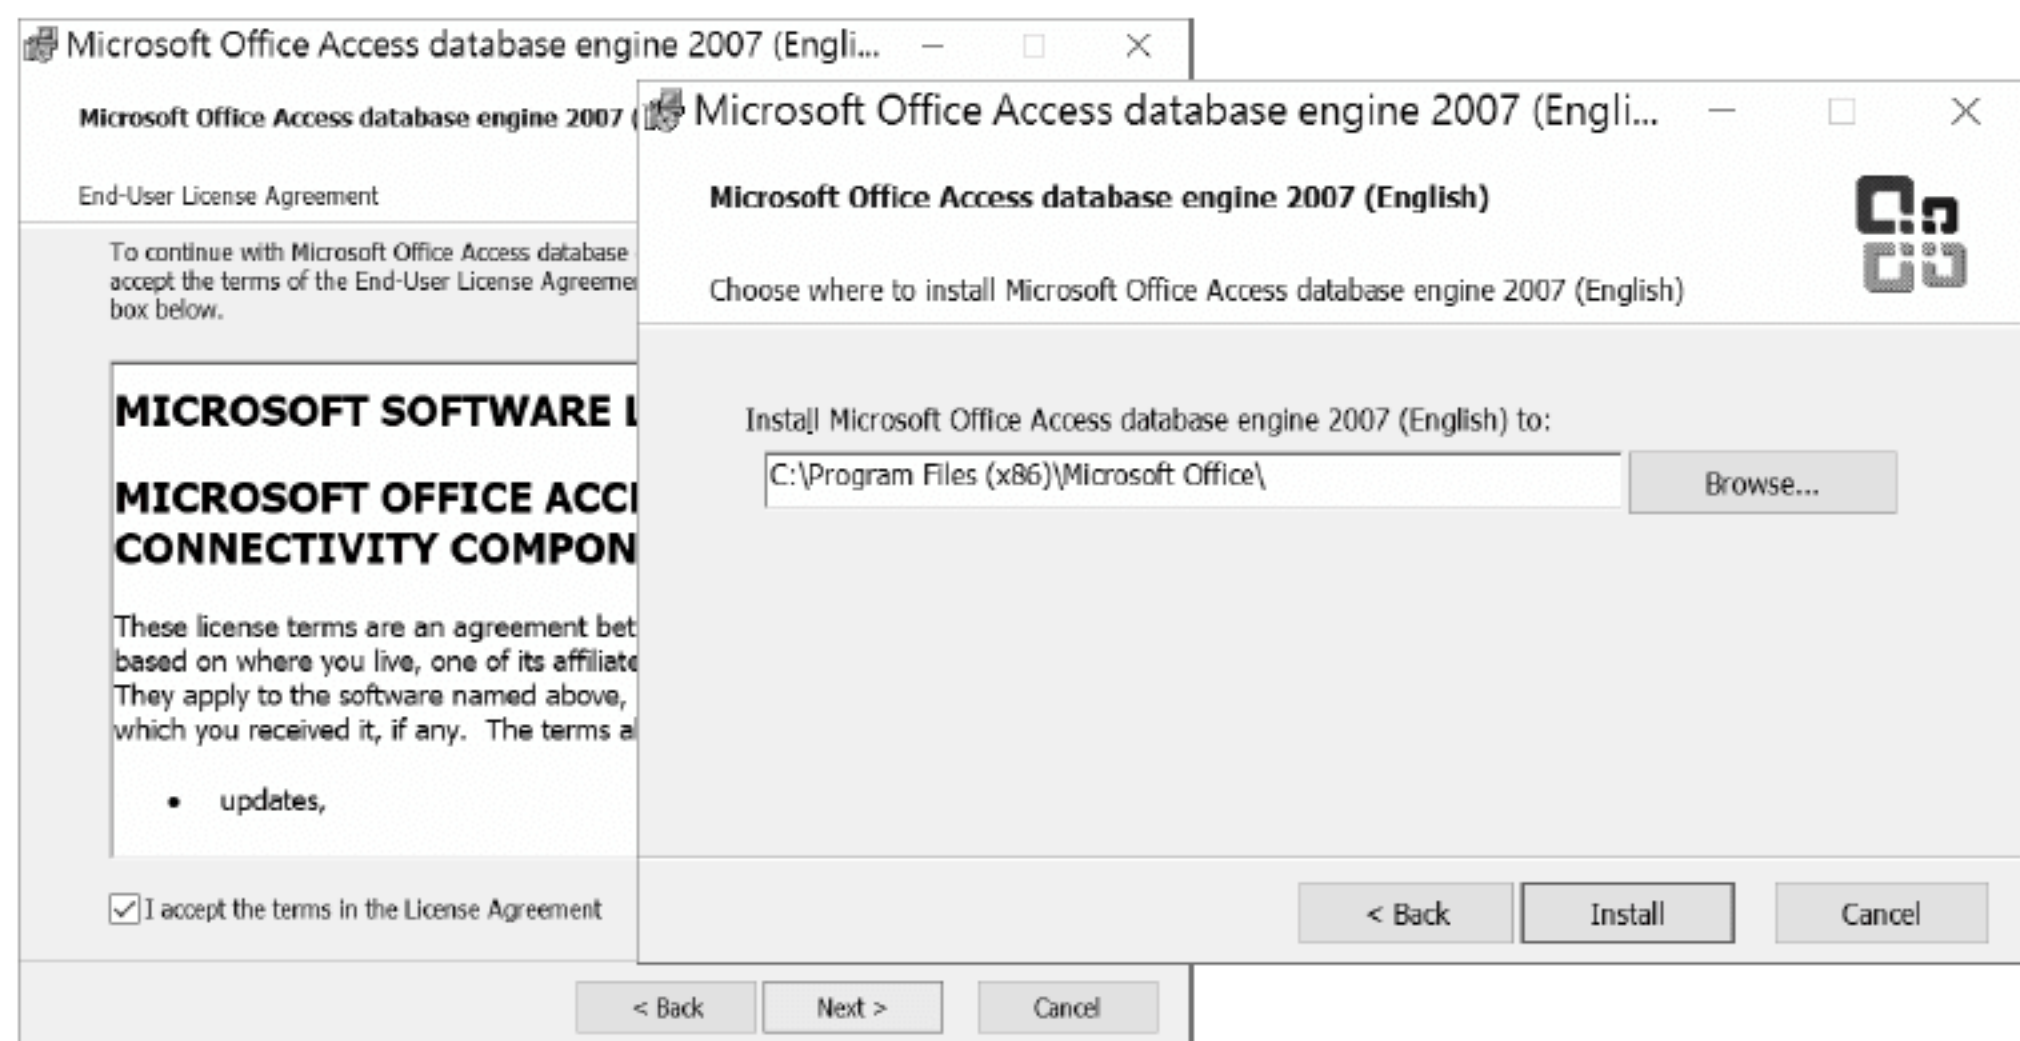 Microsoft Office Access database engine 2007 (Engli...
Microsoft Office Access database engine 2007 (
End-User License Agreement
To continue with Microsoft Office Access database
accept the terms of the End-User License Agreeme
box below.
MICROSOFT SOFTWARE L
MICROSOFT OFFICE ACCE
CONNECTIVITY COMPON
These license terms are an agreement bet
based on where you live, one of its affiliate
They apply to the software named above,
which you received it, if any.  The terms al
• updates,
I accept the terms in the License Agreement
< Back
Next >
Cancel
Microsoft Office Access database engine 2007 (Engli...
Microsoft Office Access database engine 2007 (English)
Choose where to install Microsoft Office Access database engine 2007 (English)
Install Microsoft Office Access database engine 2007 (English) to:
C:\Program Files (x86)\Microsoft Office\
Browse...
< Back
Install
Cancel